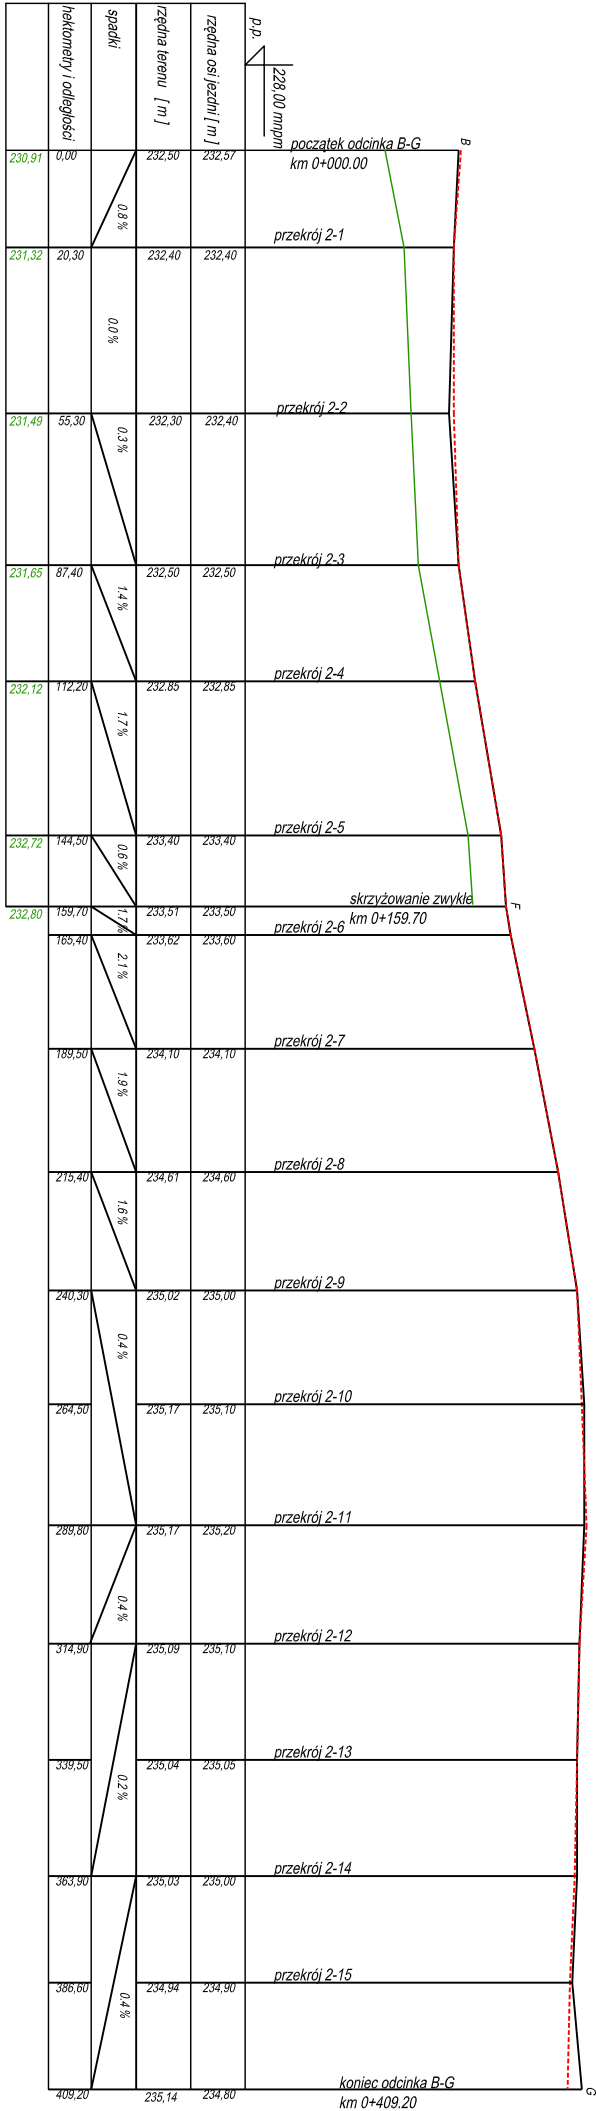 hektometry i odległości
spadki
rzędna terenu [ m ]
rzędna osi jezdni [ m ]
p.p.
228,00 mnpm
początek odcinka B-G
B
230,91 0,00 232,50 232,57
km 0+000.00
0.8 %
przekrój 2-1
231,32 20,30 232,40 232,40
0.0 %
przekrój 2-2
231,49 55,30 232,30 232,40
0.3 %
przekrój 2-3
231,65 87,40 232,50 232,50
1.4 %
przekrój 2-4
232,12 112,20 232.85 232,85
1.7 %
przekrój 2-5
232,72 144,50 233,40 233,40
0.6 %
skrzyżowanie zwykłe
F
232,80 159,70 233,51 233,50
km 0+159.70
1.7 %
przekrój 2-6
165,40 233,62 233,60
2.1 %
przekrój 2-7
189,50 234,10 234,10
1.9 %
przekrój 2-8
215,40 234,61 234,60
1.6 %
przekrój 2-9
240,30 235,02 235,00
0.4 %
przekrój 2-10
264,50 235,17 235,10
przekrój 2-11
289,80 235,17 235,20
0.4 %
przekrój 2-12
314,90 235,09 235,10
przekrój 2-13
339,50 235,04 235,05
0.2 %
przekrój 2-14
363,90 235,03 235,00
przekrój 2-15
386,60 234,94 234,90
0.4 %
koniec odcinka B-G
G
409,20 235,14 234,80
km 0+409.20